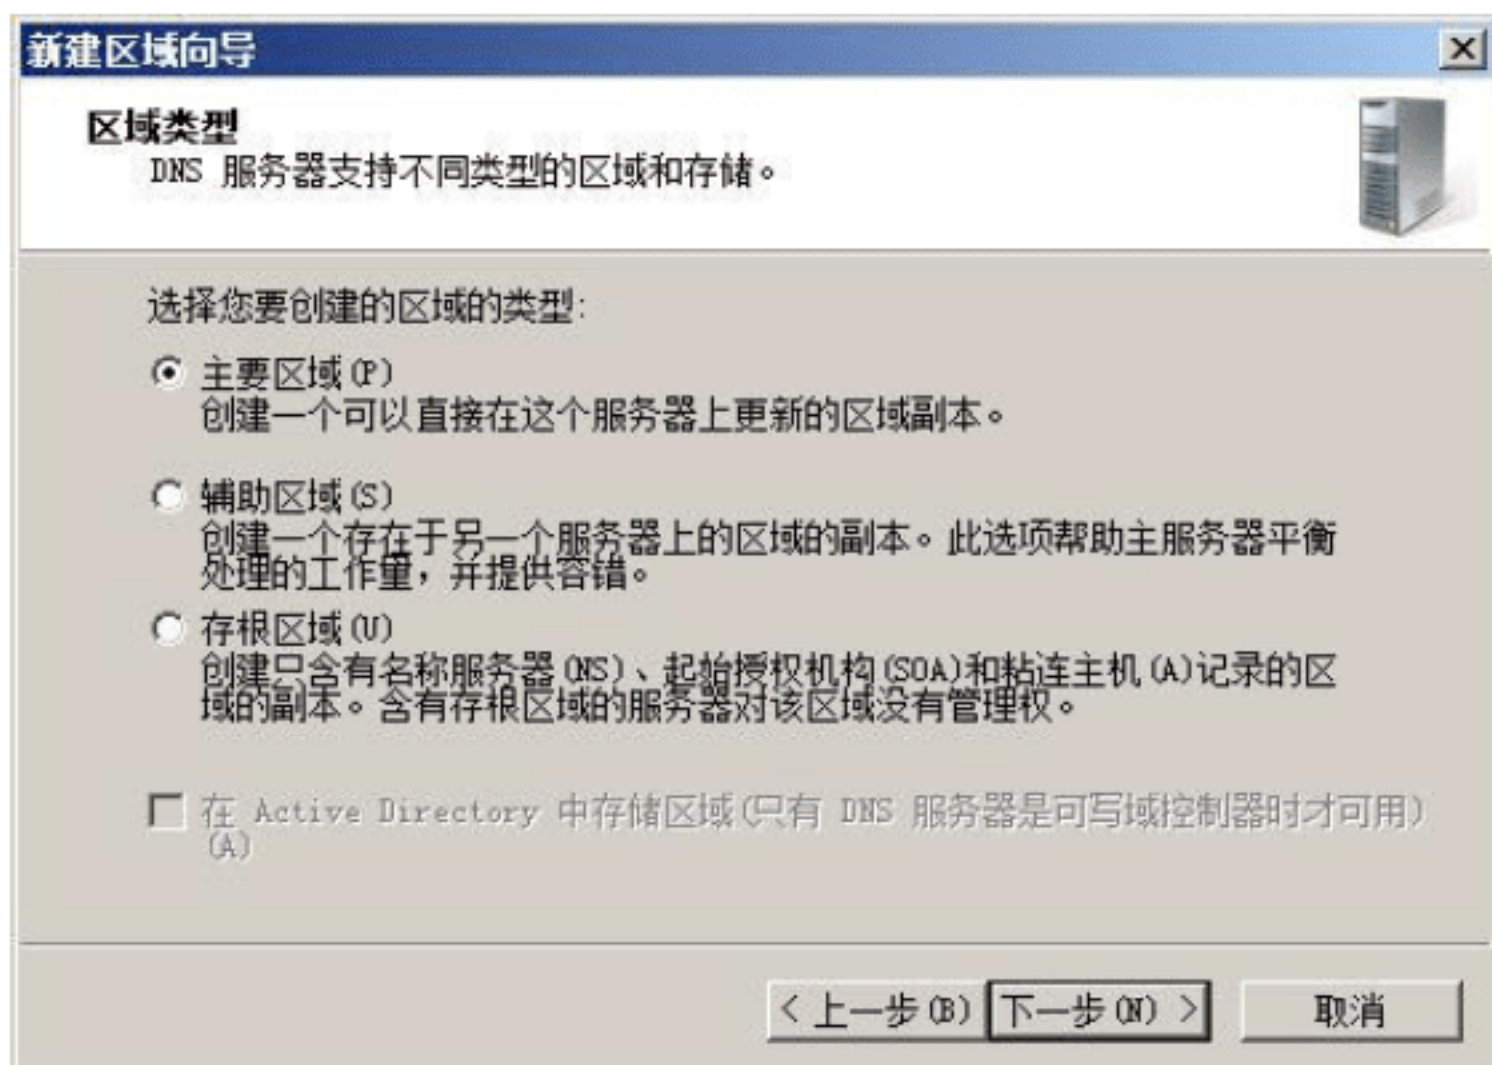 新建区域向导
区域类型
DNS 服务器支持不同类型的区域和存储。
选择您要创建的区域的类型:
主要区域(P)
创建一个可以直接在这个服务器上更新的区域副本。
辅助区域(S)
创建一个存在于另一个服务器上的区域的副本。此选项帮助主服务器平衡
处理的工作量，并提供容错。
存根区域(U)
创建只含有名称服务器(NS)、起始授权机构(SOA)和粘连主机(A)记录的区
域的副本。含有存根区域的服务器对该区域没有管理权。
在 Active Directory 中存储区域(只有 DNS 服务器是可写域控制器时才可用)
(A)
< 上一步(B) 下一步(N) > 取消